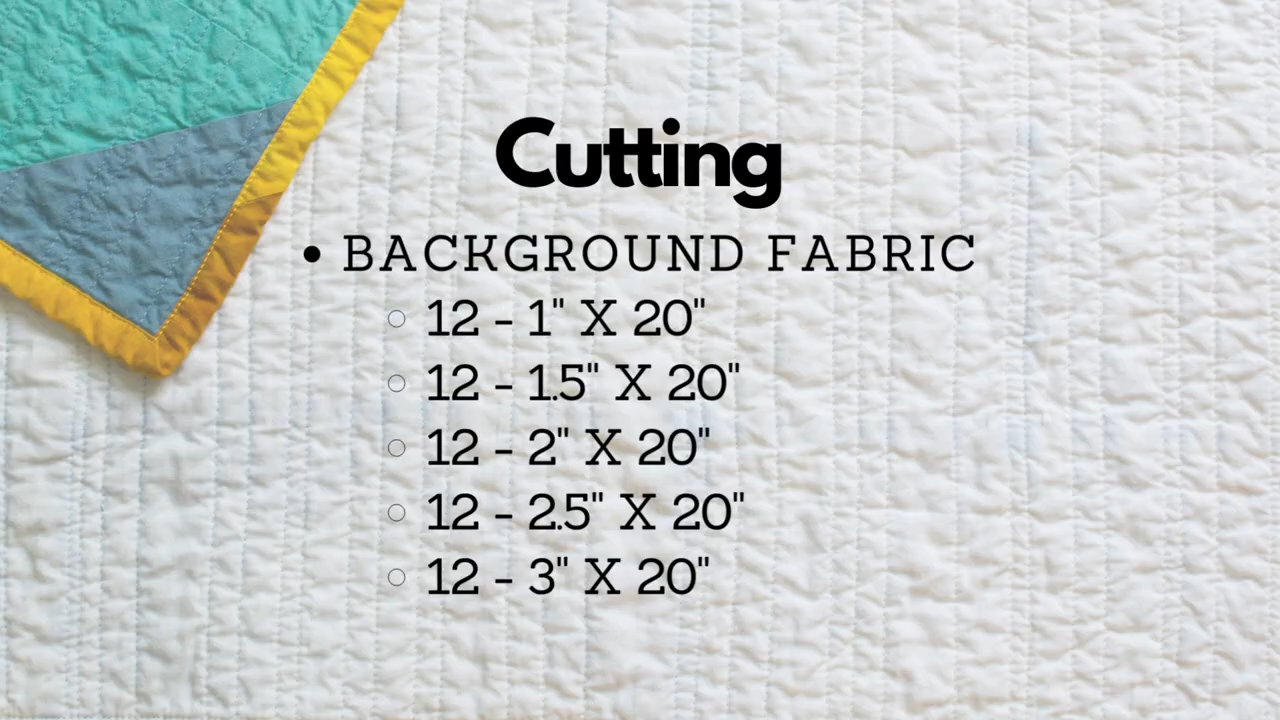 Cutting
• BACKGROUND FABRIC
○ 12 - 1" X 20"
○ 12 - 1.5" X 20"
○ 12 - 2" X 20"
○ 12 - 2.5" X 20"
○ 12 - 3" X 20"